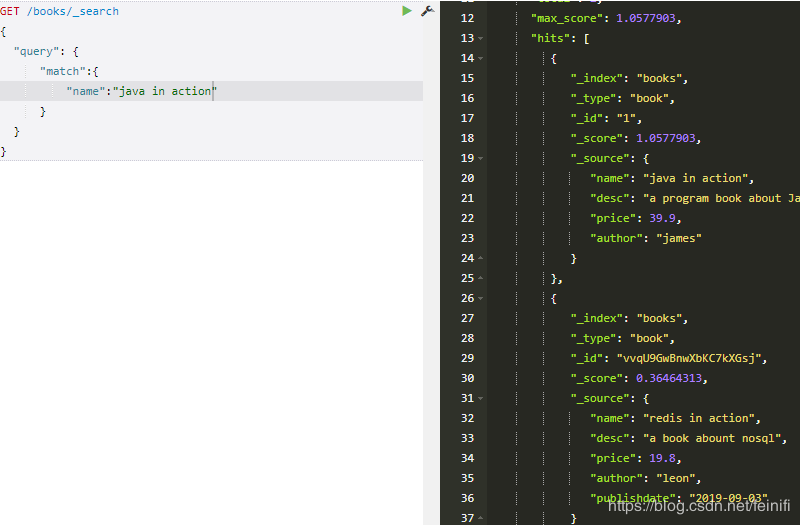 GET /books/_search
{
"query": {
"match":{
"name":"java in action"
}
}
}
12 "max_score": 1.0577903,
13 "hits": [
14 {
15 "_index": "books",
16 "_type": "book",
17 "_id": "1",
18 "_score": 1.0577903,
19 "_source": {
20 "name": "java in action",
21 "desc": "a program book about Ja
22 "price": 39.9,
23 "author": "james"
24 }
25 },
26 {
27 "_index": "books",
28 "_type": "book",
29 "_id": "vvqU9GwBnwXbKC7kXGsj",
30 "_score": 0.36464313,
31 "_source": {
32 "name": "redis in action",
33 "desc": "a book abount nosql",
34 "price": 19.8,
35 "author": "leon",
36 "publishdate": "2019-09-03"
https://blog.csdn.net/feinifi
37 }